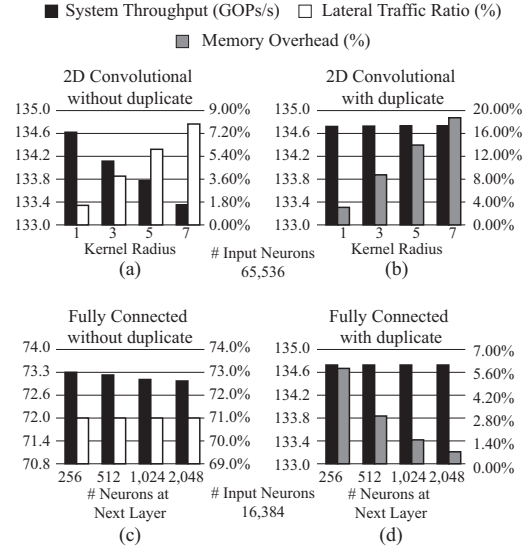 System Throughput (GOPs/s) Lateral Traffic Ratio (%)
Memory Overhead (%)
2D Convolutional
without duplicate
135.0
134.6
134.2
133.8
133.4
133.0
9.00%
7.20%
5.40%
3.60%
1.80%
0.00%
1 3 5 7
Kernel Radius
(a)
2D Convolutional
with duplicate
135.0
134.6
134.2
133.8
133.4
133.0
20.00%
16.00%
12.00%
8.00%
4.00%
0.00%
1 3 5 7
Kernel Radius
(b)
# Input Neurons
65,536
Fully Connected
without duplicate
74.0
73.3
72.6
72.0
71.4
70.8
74.0%
73.0%
72.0%
71.0%
70.0%
69.0%
256 512 1,024 2,048
# Neurons at
Next Layer
(c)
Fully Connected
with duplicate
135.0
134.6
134.2
133.8
133.4
133.0
7.00%
5.60%
4.20%
2.80%
1.40%
0.00%
256 512 1,024 2,048
# Neurons at
Next Layer
(d)
# Input Neurons
16,384